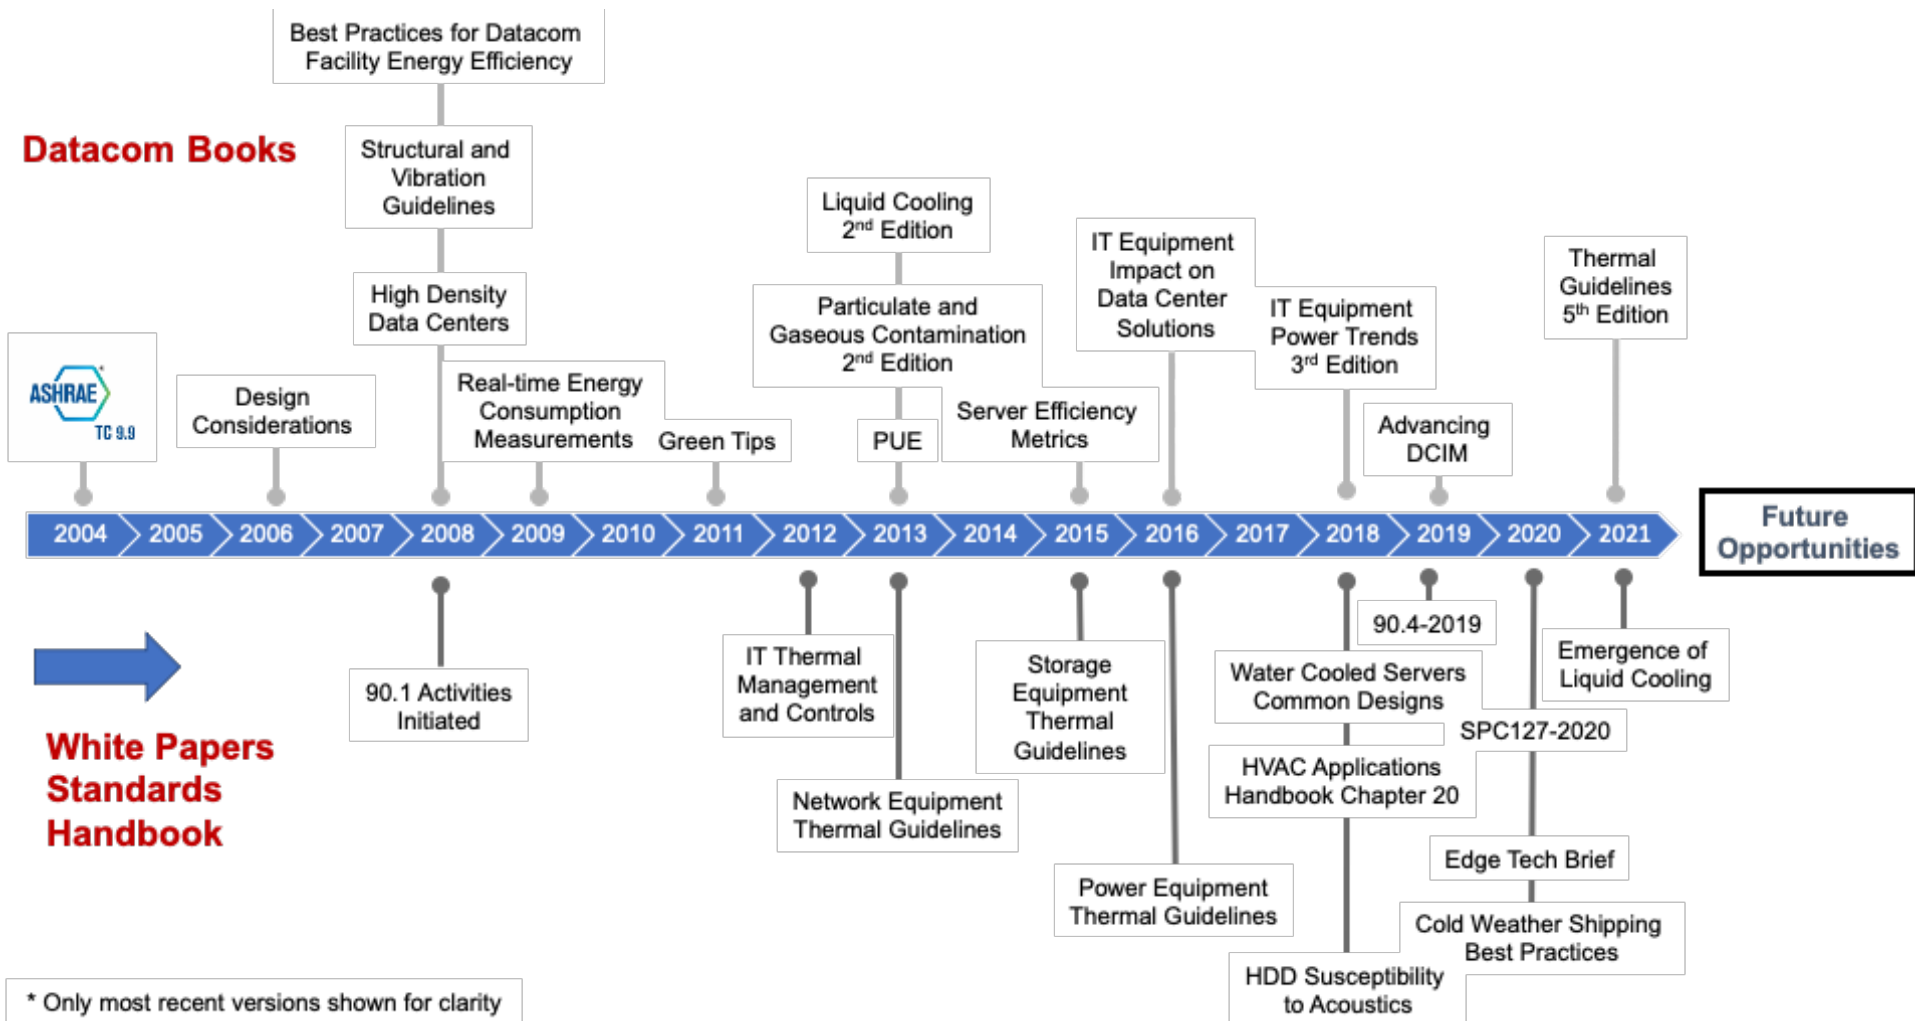 Best Practices for Datacom
Facility Energy Efficiency
Datacom Books
Structural and
Vibration
Guidelines
High Density
Data Centers
Liquid Cooling
2nd Edition
Particulate and
Gaseous Contamination
2nd Edition
IT Equipment
Impact on
Data Center
Solutions
IT Equipment
Power Trends
3rd Edition
Thermal
Guidelines
5th Edition
ASHRAE
TC 9.9
Design
Considerations
Real-time Energy
Consumption
Measurements
Green Tips
PUE
Server Efficiency
Metrics
Advancing
DCIM
2004 2005 2006 2007 2008 2009 2010 2011 2012 2013 2014 2015 2016 2017 2018 2019 2020 2021
Future
Opportunities
90.1 Activities
Initiated
IT Thermal
Management
and Controls
Network Equipment
Thermal Guidelines
Storage
Equipment
Thermal
Guidelines
Power Equipment
Thermal Guidelines
90.4-2019
Water Cooled Servers
Common Designs
HVAC Applications
Handbook Chapter 20
HDD Susceptibility
to Acoustics
SPC127-2020
Edge Tech Brief
Cold Weather Shipping
Best Practices
Emergence of
Liquid Cooling
White Papers
Standards
Handbook
* Only most recent versions shown for clarity